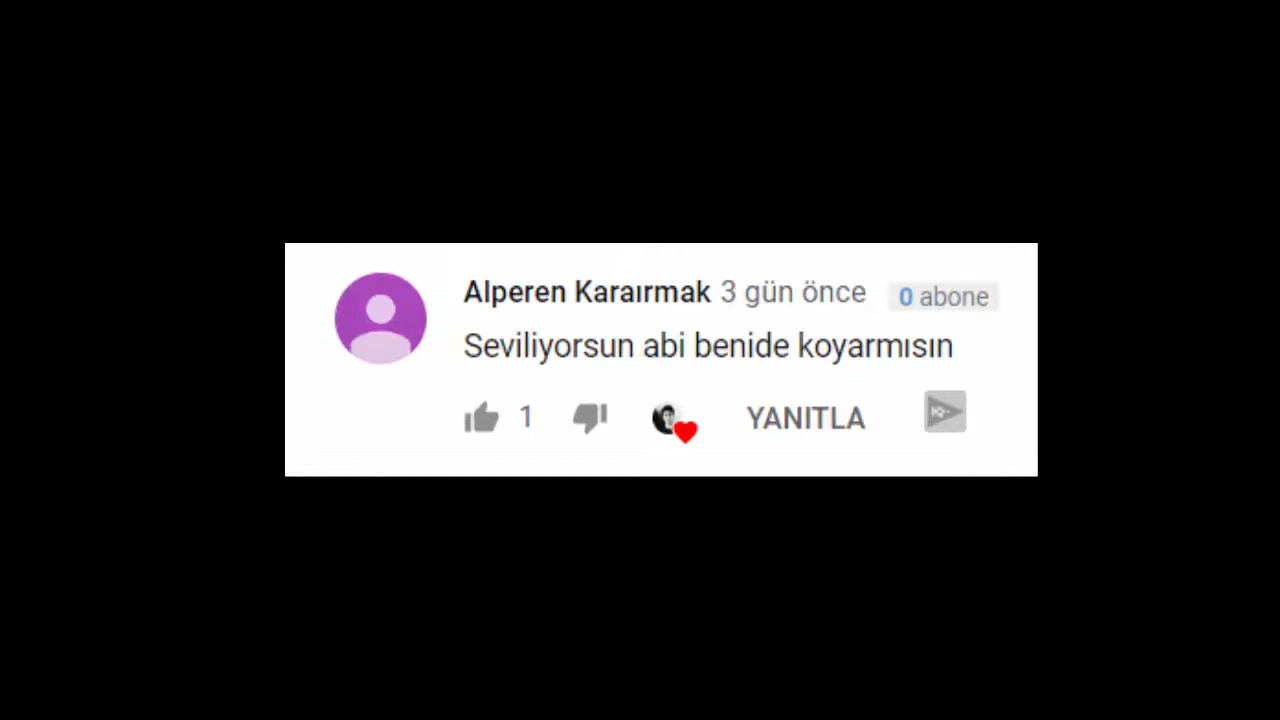 Alperen Karaırmak 3 gün önce 0 abone
Seviliyorsun abi benide koyarmısın
1 YANITLA